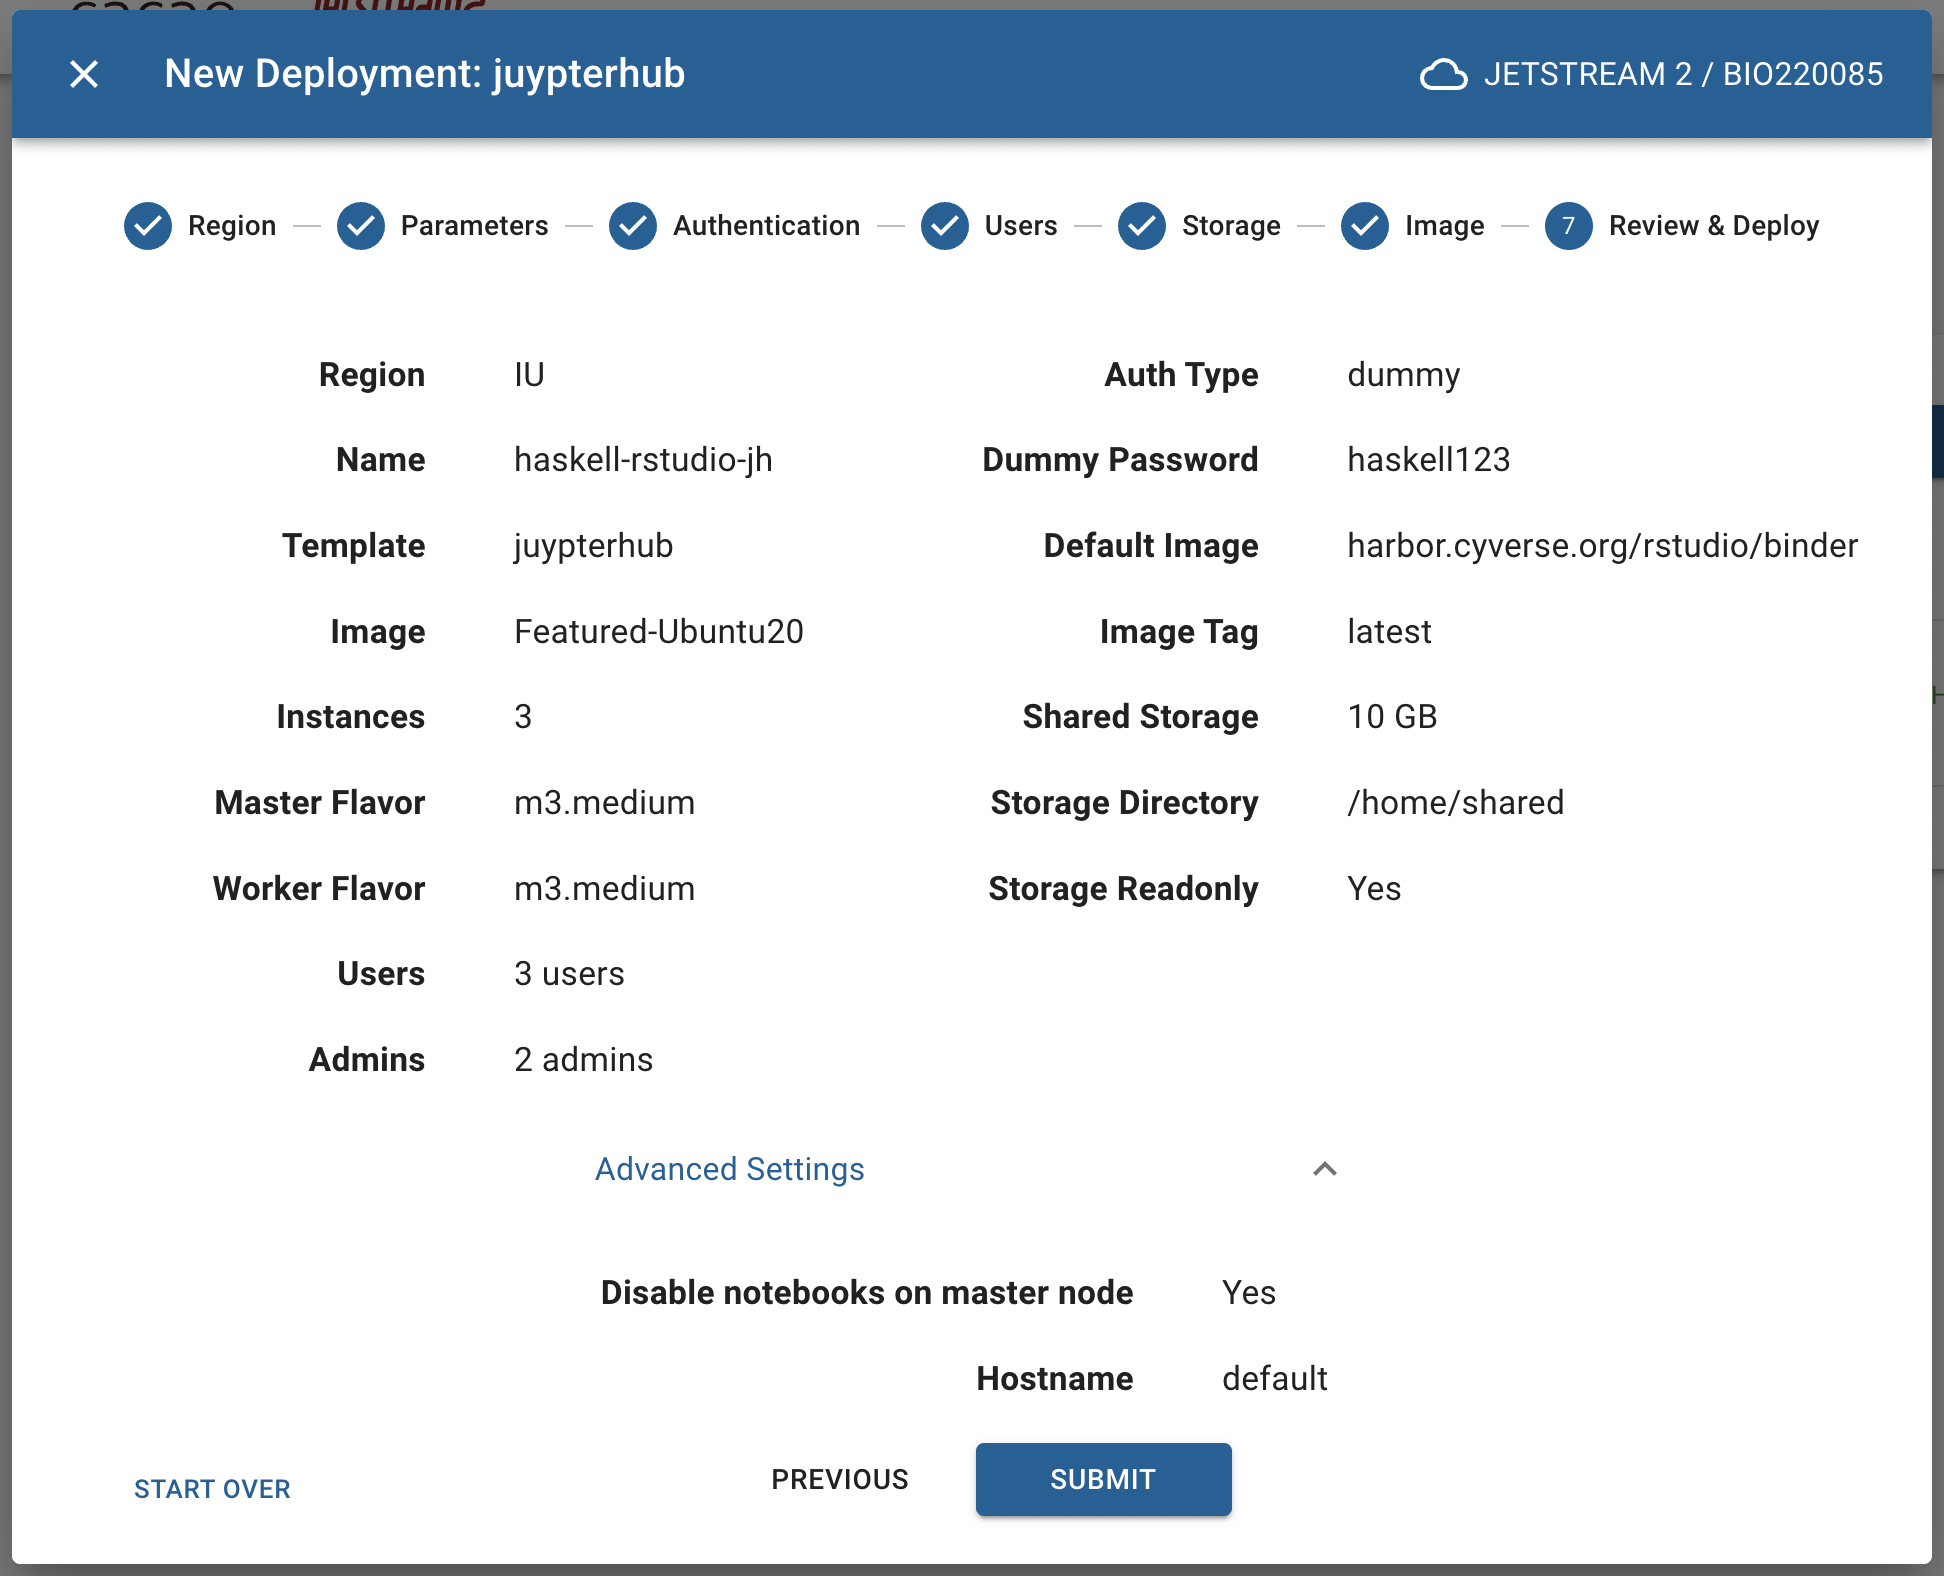 New Deployment: juypterhub
JETSTREAM 2 / BIO220085
Region
Parameters
Authentication
Users
Storage
Image
7 Review & Deploy
Region IU
Name haskell-rstudio-jh
Template juypterhub
Image Featured-Ubuntu20
Instances 3
Master Flavor m3.medium
Worker Flavor m3.medium
Users 3 users
Admins 2 admins
Auth Type dummy
Dummy Password haskell123
Default Image harbor.cyverse.org/rstudio/binder
Image Tag latest
Shared Storage 10 GB
Storage Directory /home/shared
Storage Readonly Yes
Advanced Settings
Disable notebooks on master node Yes
Hostname default
START OVER
PREVIOUS
SUBMIT